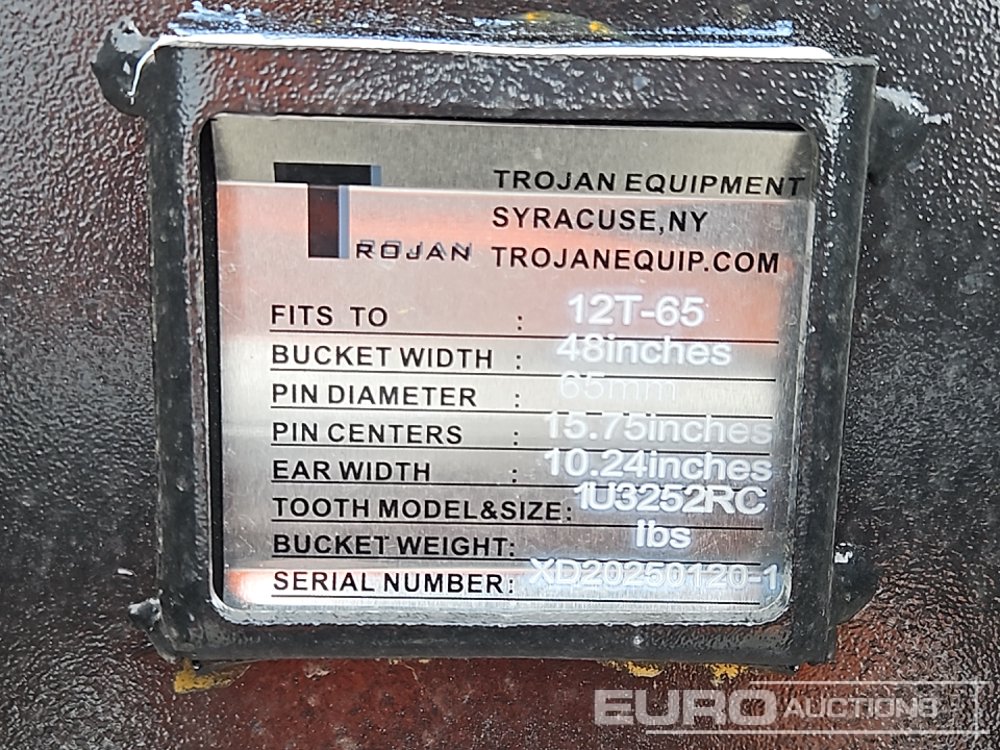 TROJAN
TROJAN EQUIPMENT
SYRACUSE,NY
TROJANEQUIP.COM
FITS TO : 12T-65
BUCKET WIDTH : 48inches
PIN DIAMETER : 65mm
PIN CENTERS : 15.75inches
EAR WIDTH : 10.24inches
TOOTH MODEL&SIZE: 1U3252RC
BUCKET WEIGHT: lbs
SERIAL NUMBER: XD20250120-1
EURO AUCTIONS